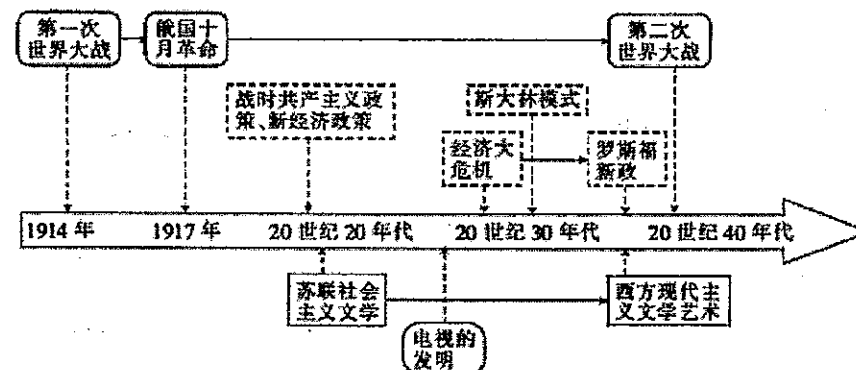 第一次
世界大战
俄国十
月革命
第二次
世界大战
战时共产主义政
策、新经济政策
斯大林模式
经济大
危机
罗斯福
新政
1914 年
1917 年
20 世纪 20 年代
20 世纪 30 年代
20 世纪 40 年代
苏联社会
主义文学
西方现代主
义文学艺术
电视的
发明